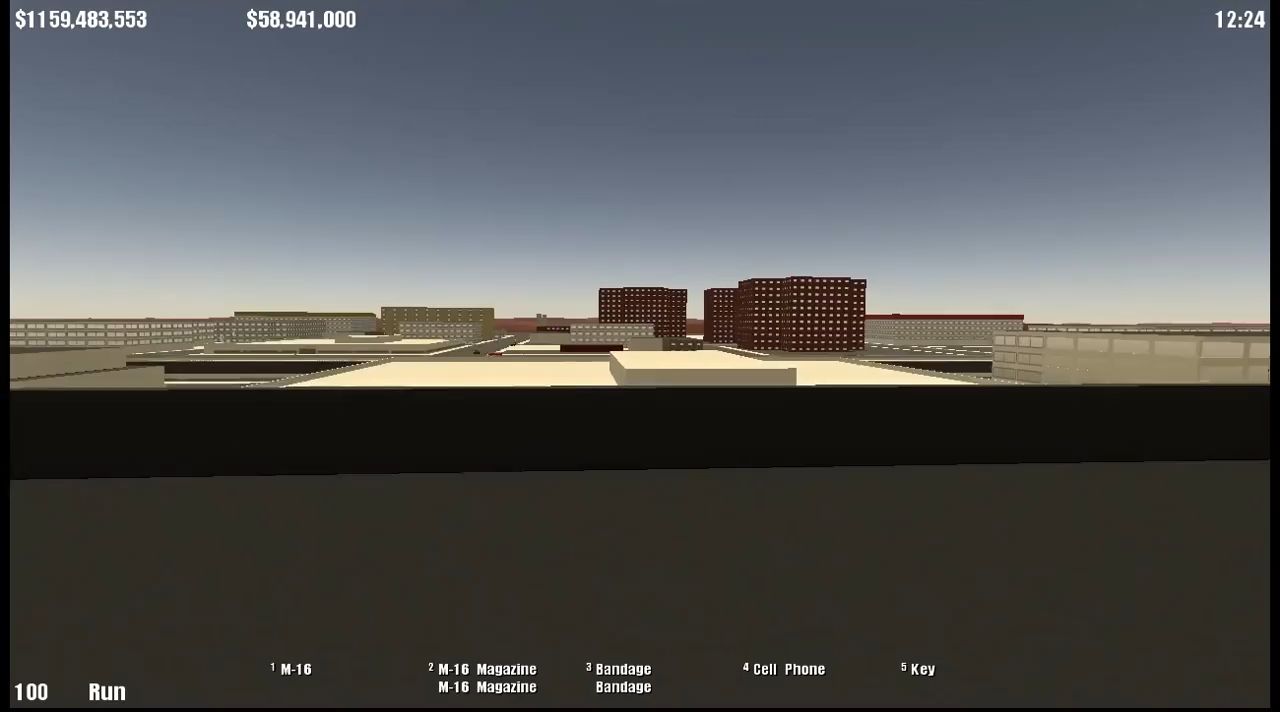 $1159,483,553 $58,941,000 12:24
1 M-16 2 M-16 Magazine 3 Bandage 4 Cell Phone 5 Key
M-16 Magazine Bandage
100 Run